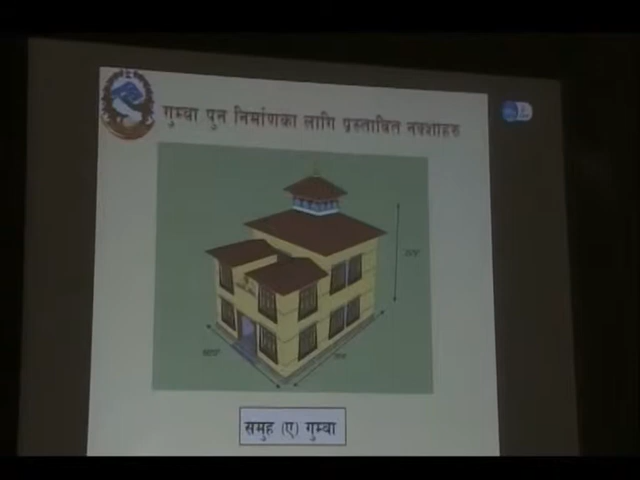 गुम्वा पुन निर्माणका लागि प्रस्तावित नक्शाहरु
समुह (ए) गुम्वा